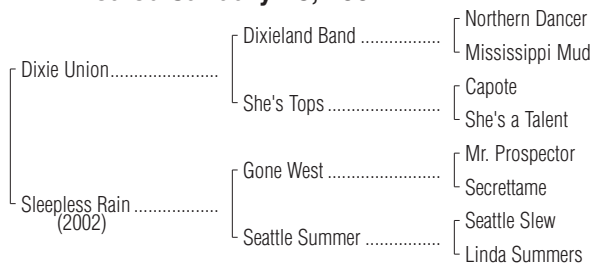 Northern Dancer
Dixieland Band ...................
Mississippi Mud
Dixie Union.........................
Capote
She's Tops ..........................
She's a Talent
Mr. Prospector
Gone West ..........................
Secrettame
Sleepless Rain ....................
(2002)
Seattle Slew
Seattle Summer .................
Linda Summers